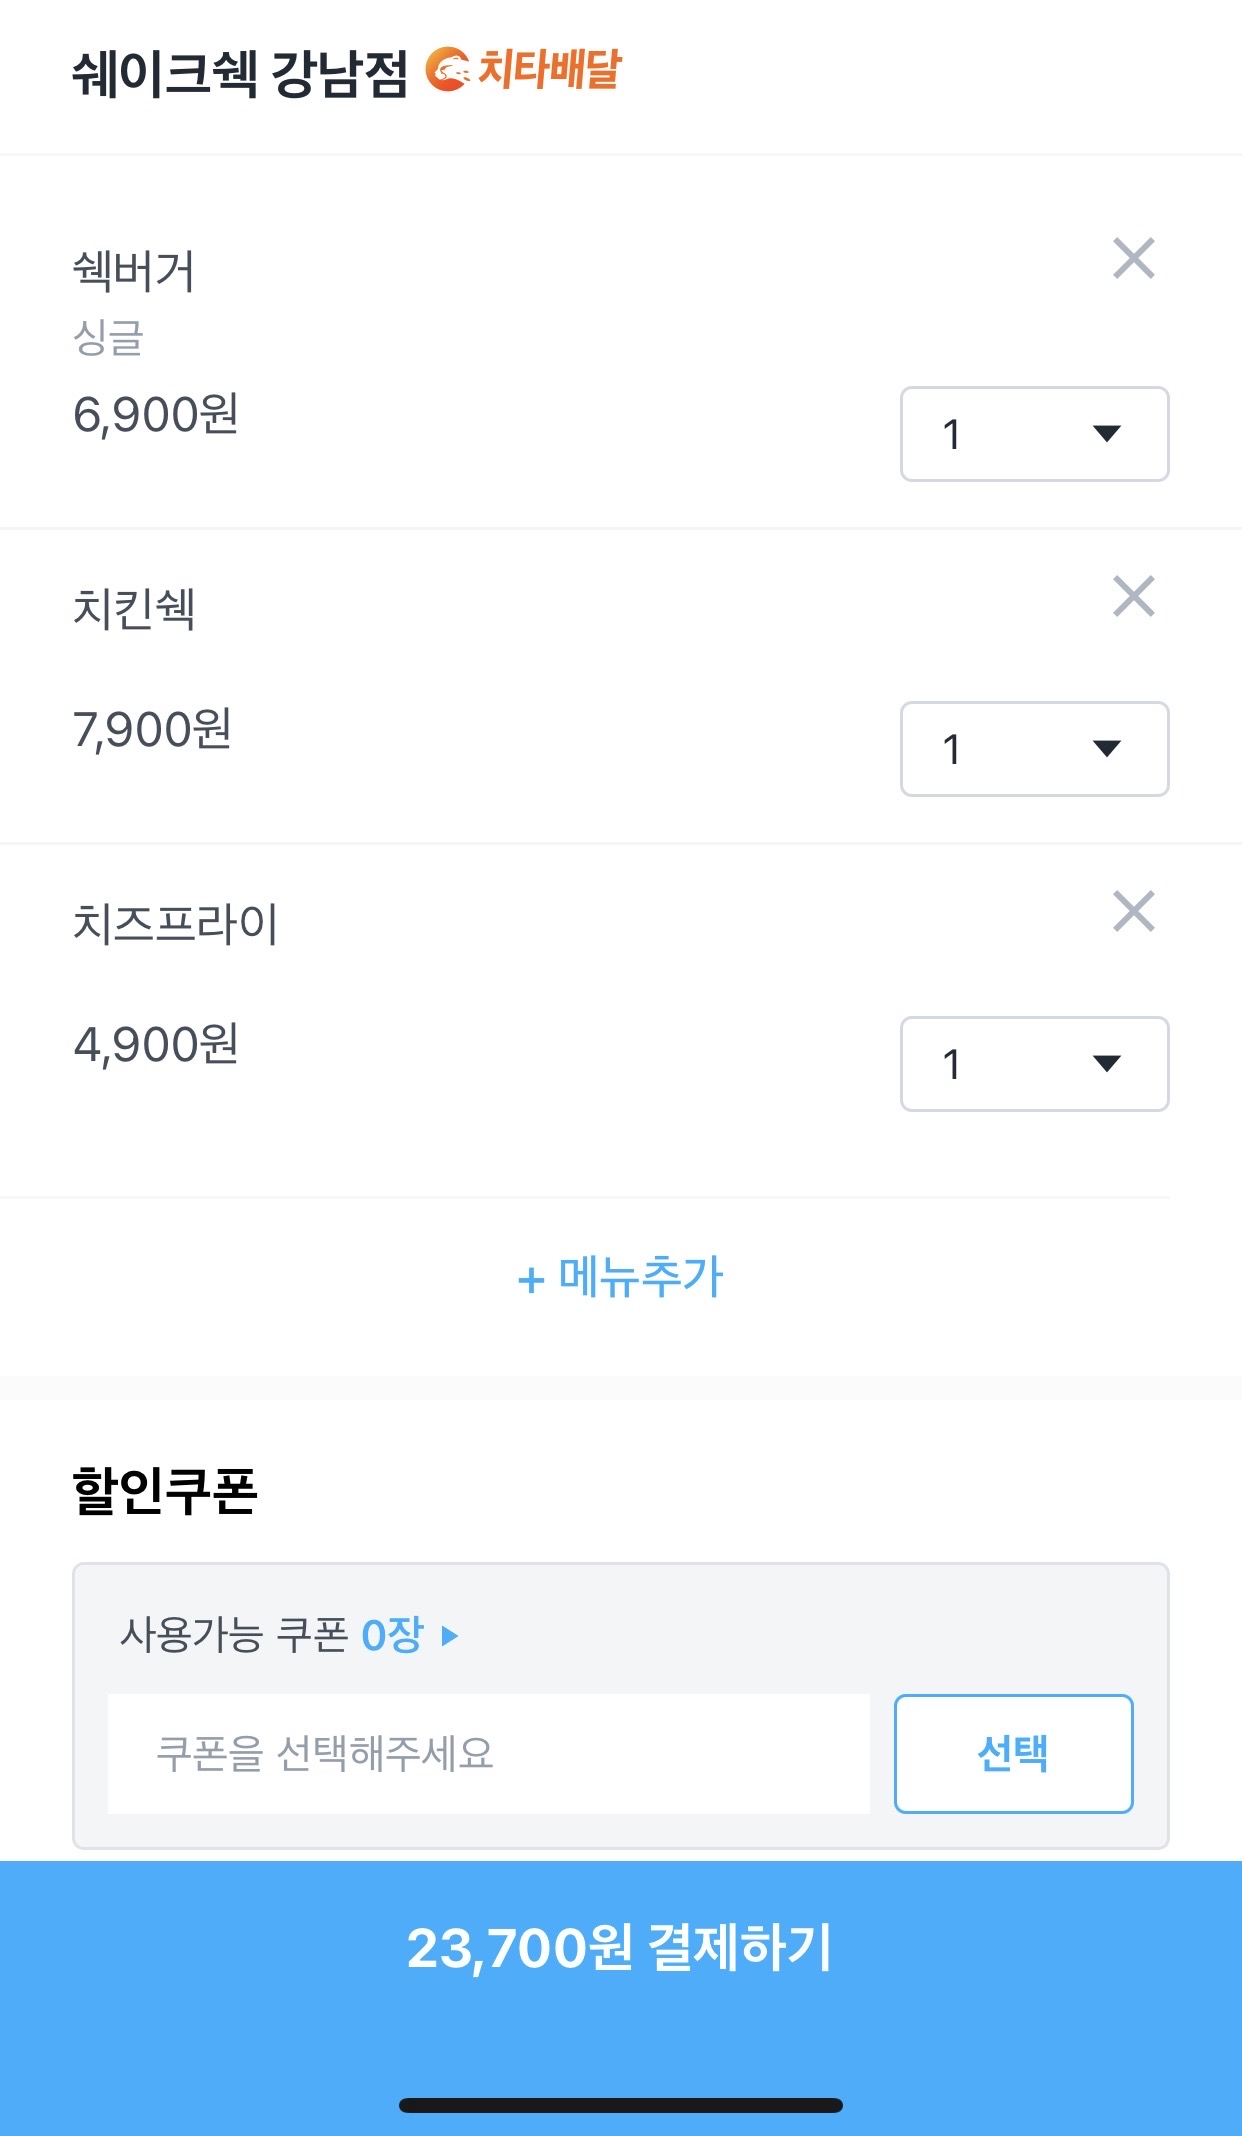 쉐이크쉑 강남점 치타배달
쉑버거
싱글
6,900원
1
치킨쉑
7,900원
1
치즈프라이
4,900원
1
+ 메뉴추가
할인쿠폰
사용가능 쿠폰 0장
쿠폰을 선택해주세요
선택
23,700원 결제하기